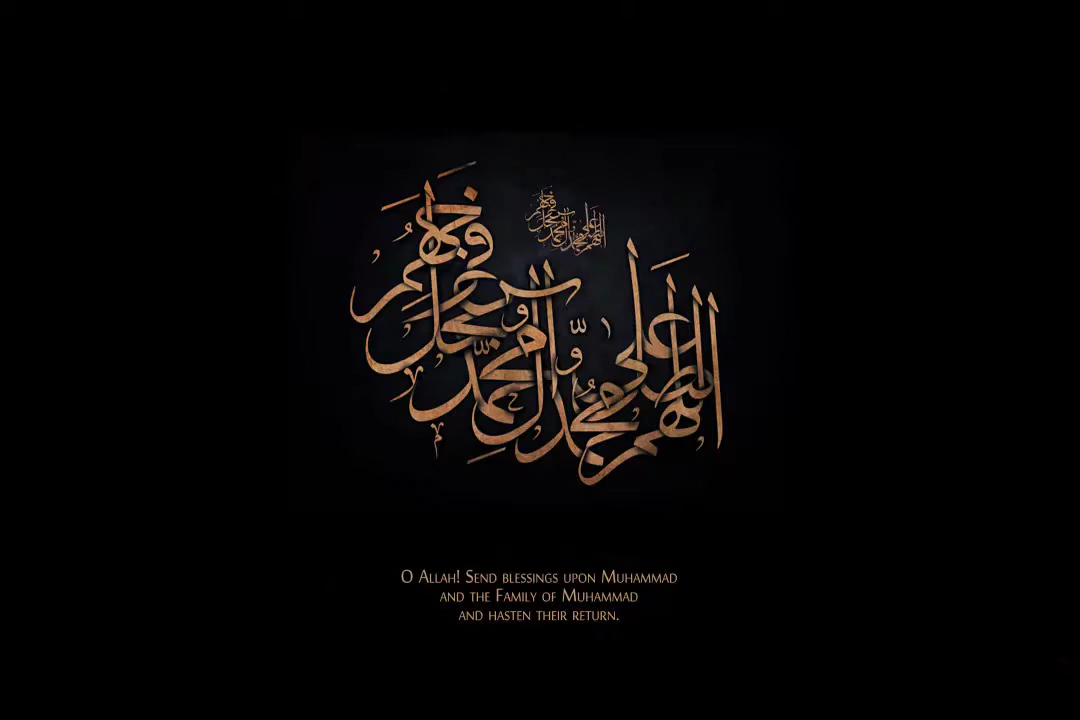 اللهم صل على محمد وآل محمد وعجل فرجهم
O Allah! Send blessings upon Muhammad
and the Family of Muhammad
and hasten their return.